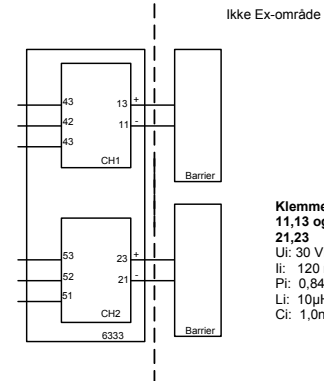 Ikke Ex-område
43
42
43
13 +
11 -
CH1
Barrier
53
52
51
23 +
21 -
CH2
6333
Barrier
Klemme
11,13 og
21,23
Ui: 30 V
Ii: 120
Pi: 0,84
Li: 10µH
Ci: 1,0n